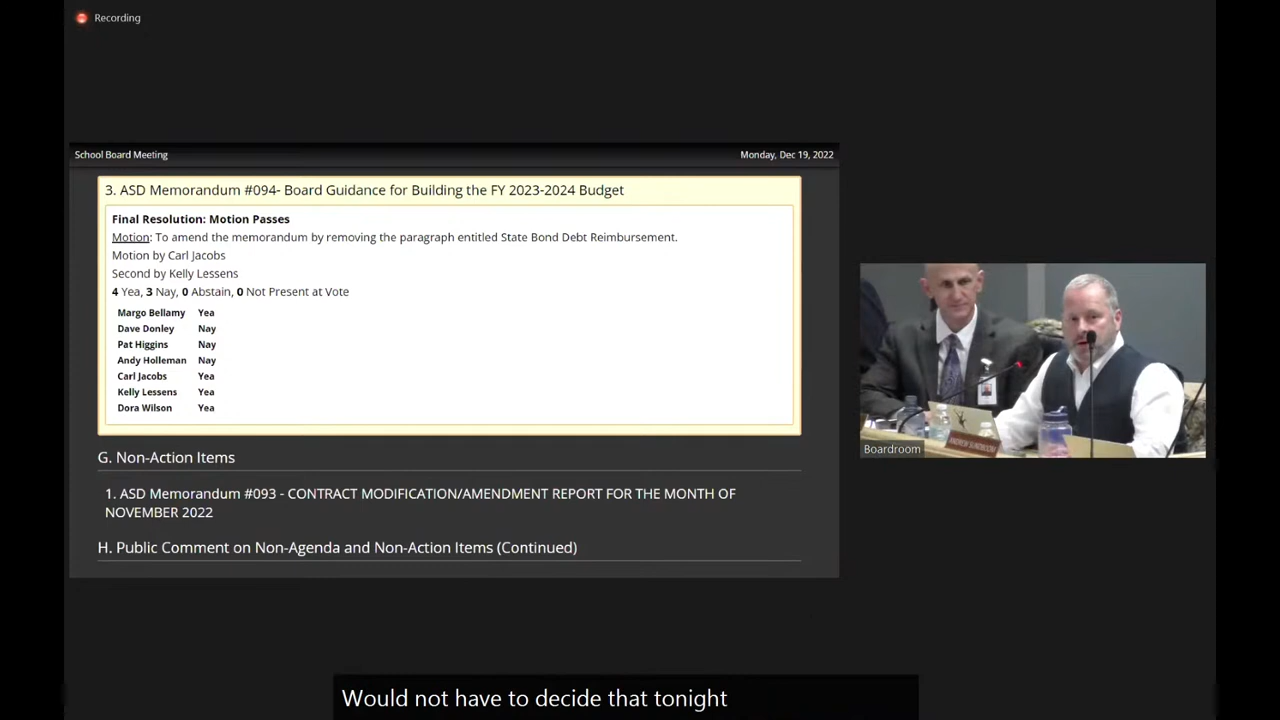 Recording
School Board Meeting
Monday, Dec 19, 2022
3. ASD Memorandum #094- Board Guidance for Building the FY 2023-2024 Budget
Final Resolution: Motion Passes
Motion: To amend the memorandum by removing the paragraph entitled State Bond Debt Reimbursement.
Motion by Carl Jacobs
Second by Kelly Lessens
4 Yea, 3 Nay, 0 Abstain, 0 Not Present at Vote
Margo Bellamy Yea
Dave Donley Nay
Pat Higgins Nay
Andy Holleman Nay
Carl Jacobs Yea
Kelly Lessens Yea
Dora Wilson Yea
G. Non-Action Items
1. ASD Memorandum #093 - CONTRACT MODIFICATION/AMENDMENT REPORT FOR THE MONTH OF
NOVEMBER 2022
H. Public Comment on Non-Agenda and Non-Action Items (Continued)
Boardroom
Would not have to decide that tonight